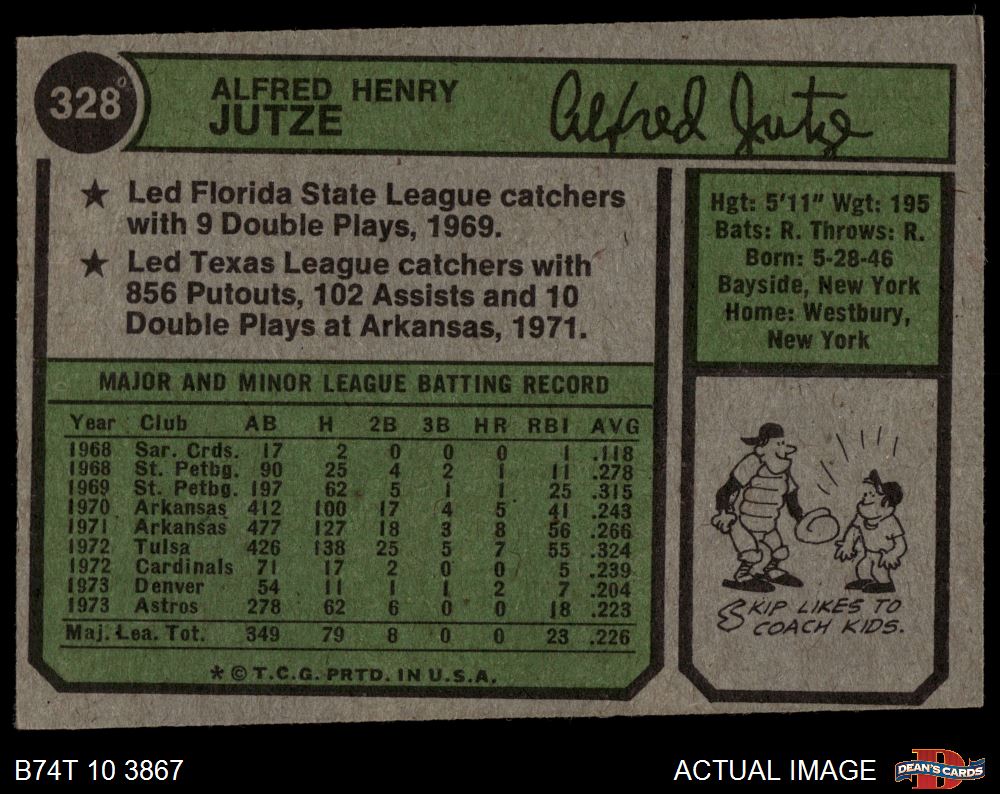 328
ALFRED HENRY
JUTZE
Alfred Jutze
★ Led Florida State League catchers
with 9 Double Plays, 1969.
★ Led Texas League catchers with
856 Putouts, 102 Assists and 10
Double Plays at Arkansas, 1971.
Hgt: 5'11" Wgt: 195
Bats: R. Throws: R.
Born: 5-28-46
Bayside, New York
Home: Westbury,
New York
MAJOR AND MINOR LEAGUE BATTING RECORD
Year Club AB H 2B 3B HR RBI AVG
1968 Sar. Crds. 17 2 0 0 0 1 .118
1968 St. Petbg. 90 25 4 2 1 11 .278
1969 St. Petbg. 197 62 5 1 1 25 .315
1970 Arkansas 412 100 17 4 5 41 .243
1971 Arkansas 477 127 18 3 8 56 .266
1972 Tulsa 426 138 25 5 7 55 .324
1972 Cardinals 71 17 2 0 0 5 .239
1973 Denver 54 11 1 1 2 7 .204
1973 Astros 278 62 6 0 0 18 .223
Maj. Lea. Tot. 349 79 8 0 0 23 .226
* © T.C.G. PRTD. IN U.S.A.
SKIP LIKES TO
COACH KIDS.
B74T 10 3867
ACTUAL IMAGE
DEAN'S CARDS